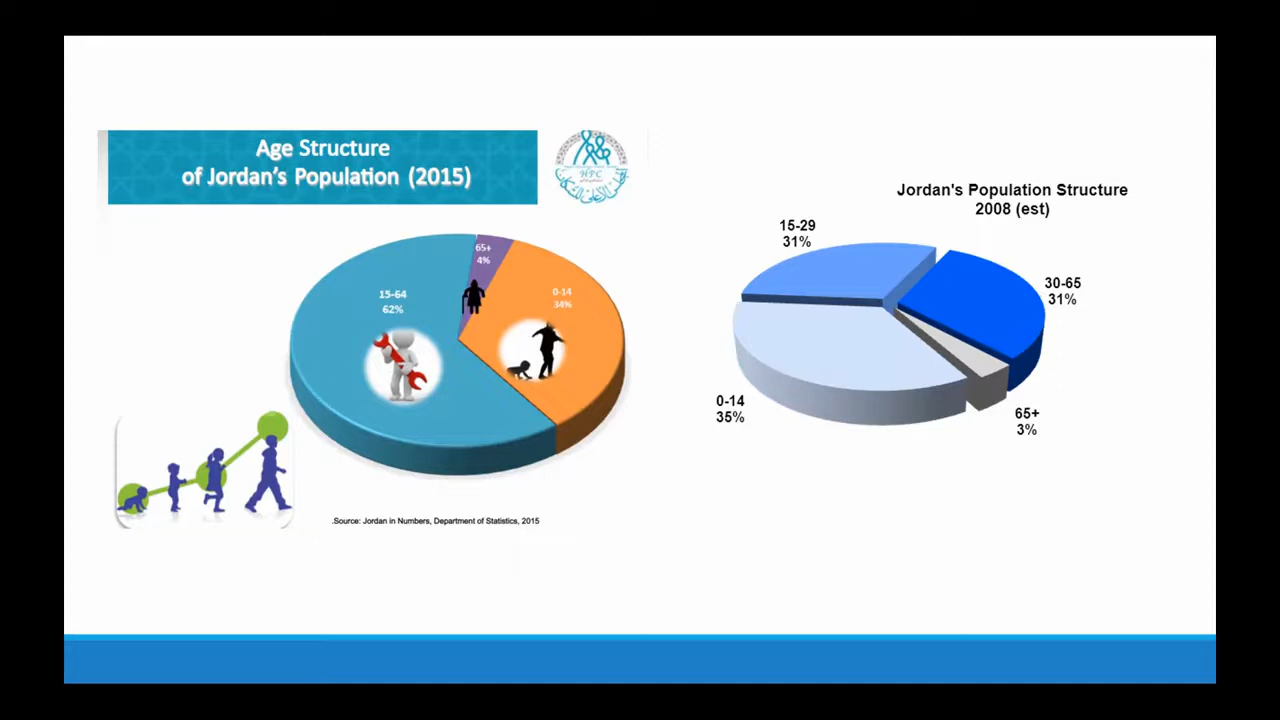 Age Structure
of Jordan's Population (2015)
HPC
65+
4%
0-14
34%
15-64
62%
.Source: Jordan in Numbers, Department of Statistics, 2015
Jordan's Population Structure
2008 (est)
15-29
31%
30-65
31%
0-14
35%
65+
3%